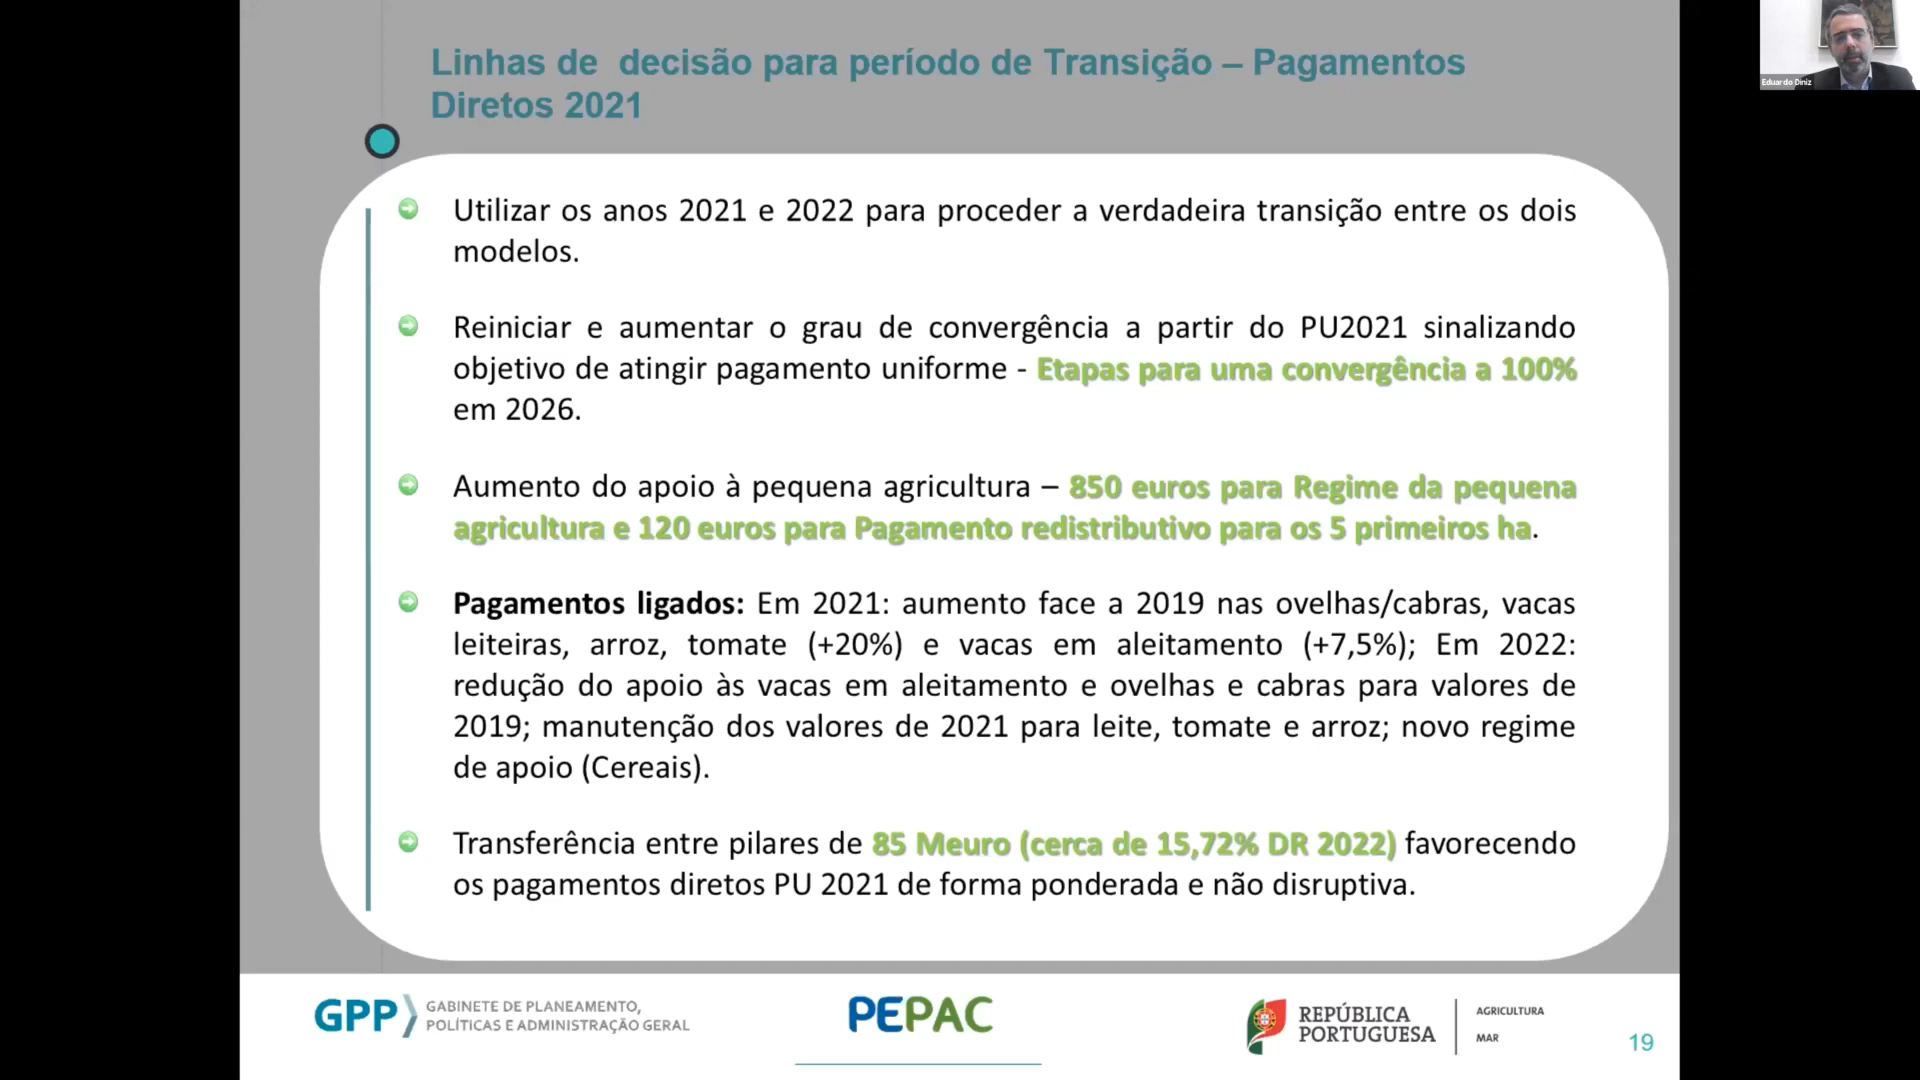 Linhas de decisão para período de Transição – Pagamentos
Diretos 2021
Eduardo Diniz
Utilizar os anos 2021 e 2022 para proceder a verdadeira transição entre os dois
modelos.
Reiniciar e aumentar o grau de convergência a partir do PU2021 sinalizando
objetivo de atingir pagamento uniforme - Etapas para uma convergência a 100%
em 2026.
Aumento do apoio à pequena agricultura – 850 euros para Regime da pequena
agricultura e 120 euros para Pagamento redistributivo para os 5 primeiros ha.
Pagamentos ligados: Em 2021: aumento face a 2019 nas ovelhas/cabras, vacas
leiteiras, arroz, tomate (+20%) e vacas em aleitamento (+7,5%); Em 2022:
redução do apoio às vacas em aleitamento e ovelhas e cabras para valores de
2019; manutenção dos valores de 2021 para leite, tomate e arroz; novo regime
de apoio (Cereais).
Transferência entre pilares de 85 Meuro (cerca de 15,72% DR 2022) favorecendo
os pagamentos diretos PU 2021 de forma ponderada e não disruptiva.
GPP GABINETE DE PLANEAMENTO,
POLÍTICAS E ADMINISTRAÇÃO GERAL
PEPAC
REPÚBLICA
PORTUGUESA
AGRICULTURA
MAR
19